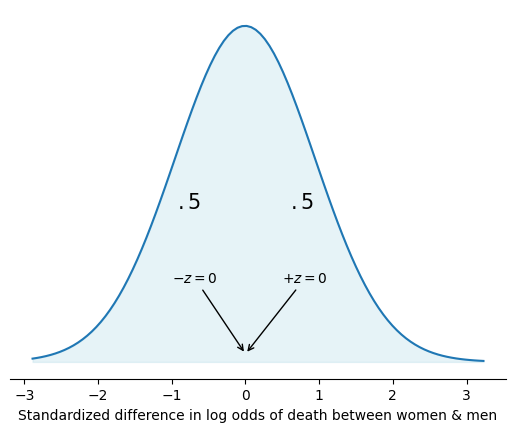 .5 .5
−z = 0 +z = 0
−3 −2 −1 0 1 2 3
Standardized difference in log odds of death between women & men